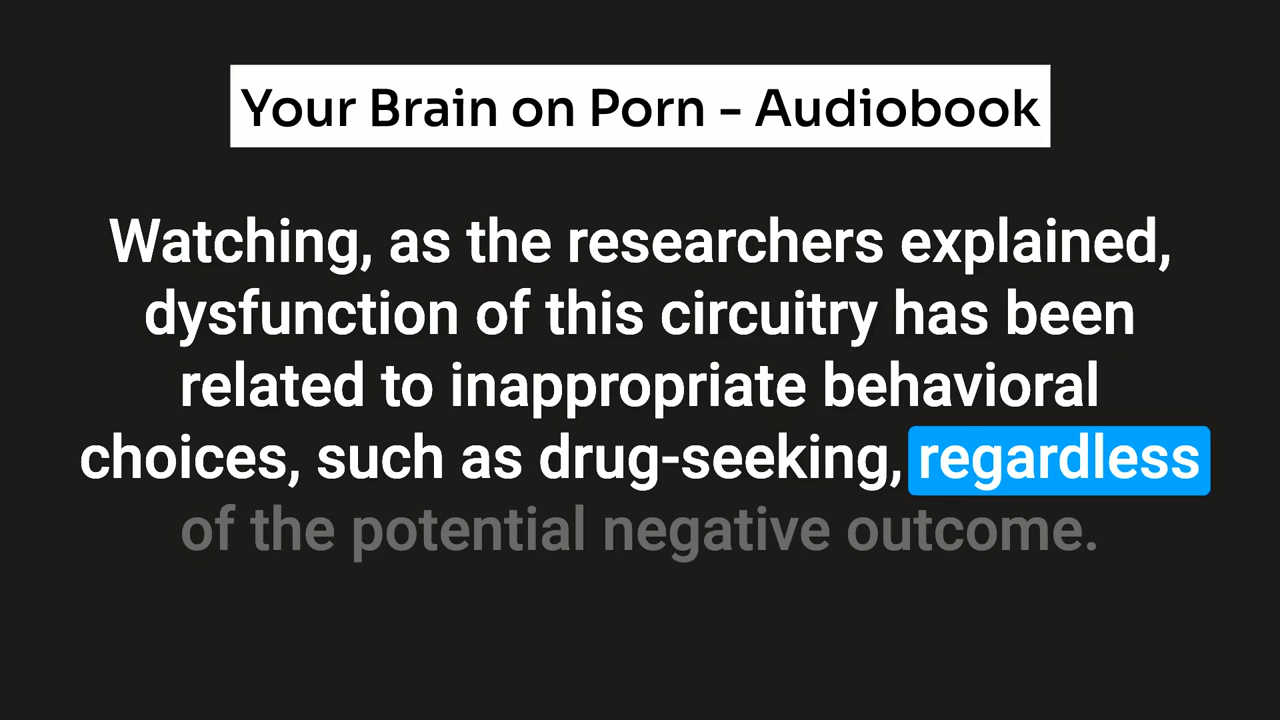 Your Brain on Porn - Audiobook
Watching, as the researchers explained,
dysfunction of this circuitry has been
related to inappropriate behavioral
choices, such as drug-seeking, regardless
of the potential negative outcome.